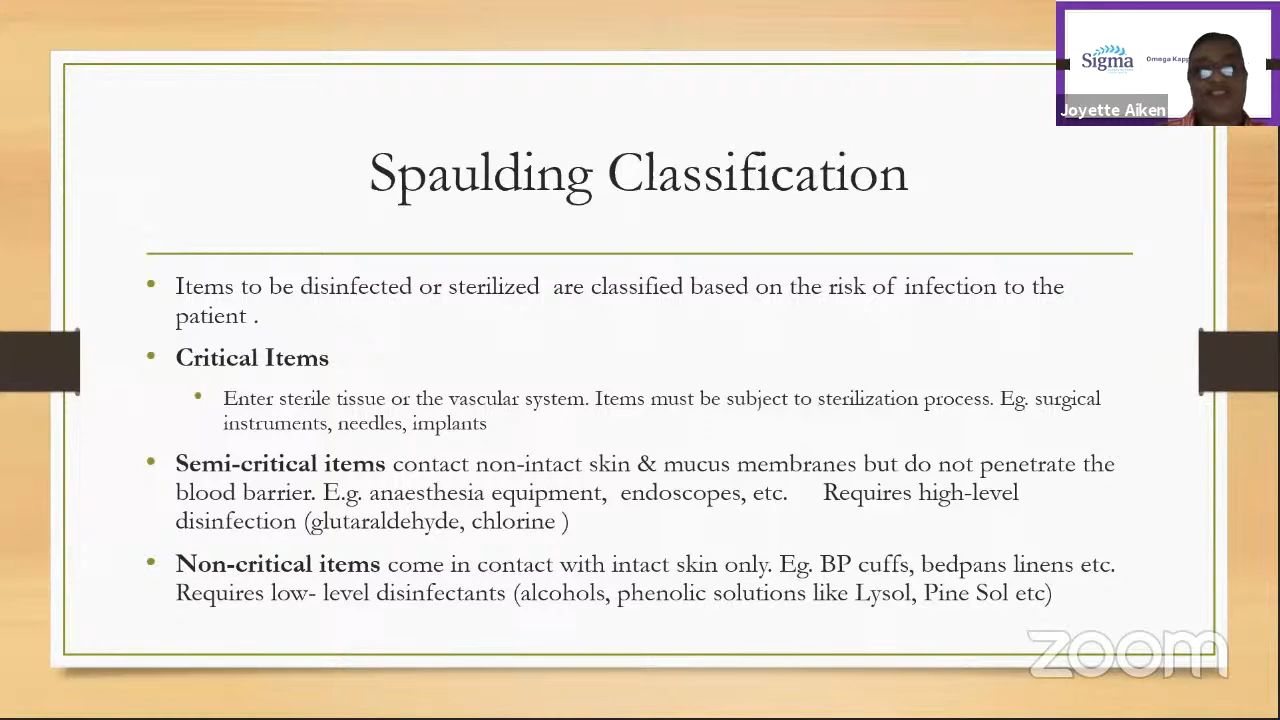 Sigma
Omega Kapp
Joyette Aiken
Spaulding Classification
• Items to be disinfected or sterilized are classified based on the risk of infection to the
patient .
• Critical Items
• Enter sterile tissue or the vascular system. Items must be subject to sterilization process. Eg. surgical
instruments, needles, implants
• Semi-critical items contact non-intact skin & mucus membranes but do not penetrate the
blood barrier. E.g. anaesthesia equipment, endoscopes, etc. Requires high-level
disinfection (glutaraldehyde, chlorine )
• Non-critical items come in contact with intact skin only. Eg. BP cuffs, bedpans linens etc.
Requires low- level disinfectants (alcohols, phenolic solutions like Lysol, Pine Sol etc)
zoom